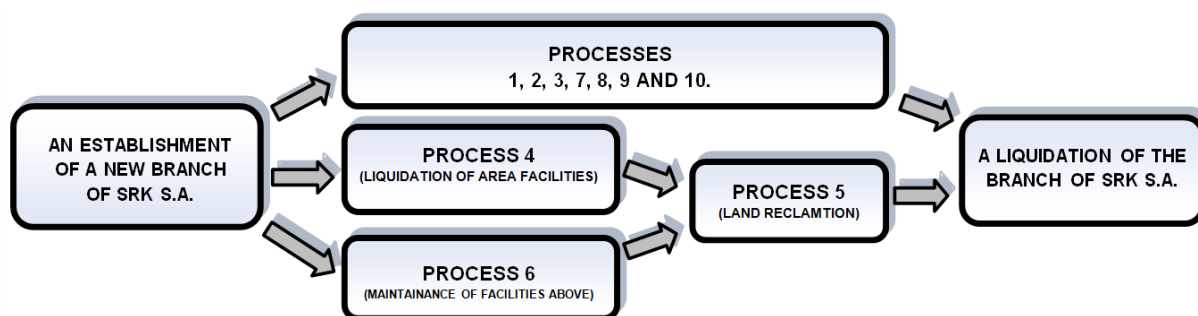 PROCESSES
1, 2, 3, 7, 8, 9 AND 10.
AN ESTABLISHMENT
OF A NEW BRANCH
OF SRK S.A.
PROCESS 4
(LIQUIDATION OF AREA FACILITIES)
PROCESS 6
(MAINTAINANCE OF FACILITIES ABOVE)
PROCESS 5
(LAND RECLAMTION)
A LIQUIDATION OF THE
BRANCH OF SRK S.A.